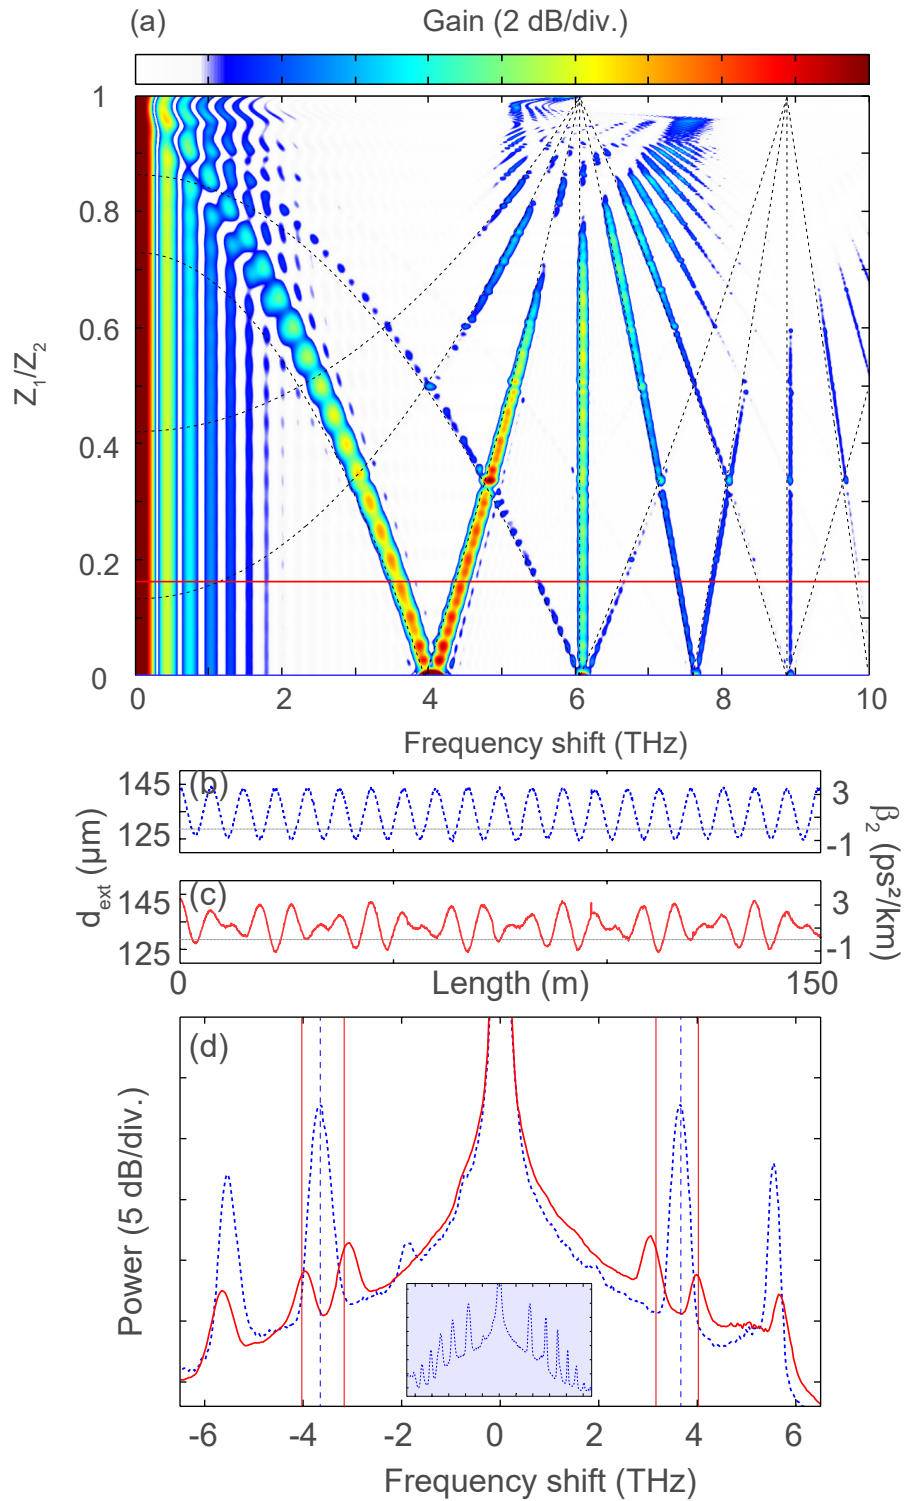 (a) Gain (2 dB/div.)
1
0.8
0.6
0.4
0.2
0
Z₁/Z₂
0 2 4 6 8 10
Frequency shift (THz)
(b)
145
125
3
-1
(c)
145
125
3
-1
d_ext (µm)
β₂ (ps²/km)
0 Length (m) 150
(d)
Power (5 dB/div.)
-6 -4 -2 0 2 4 6
Frequency shift (THz)